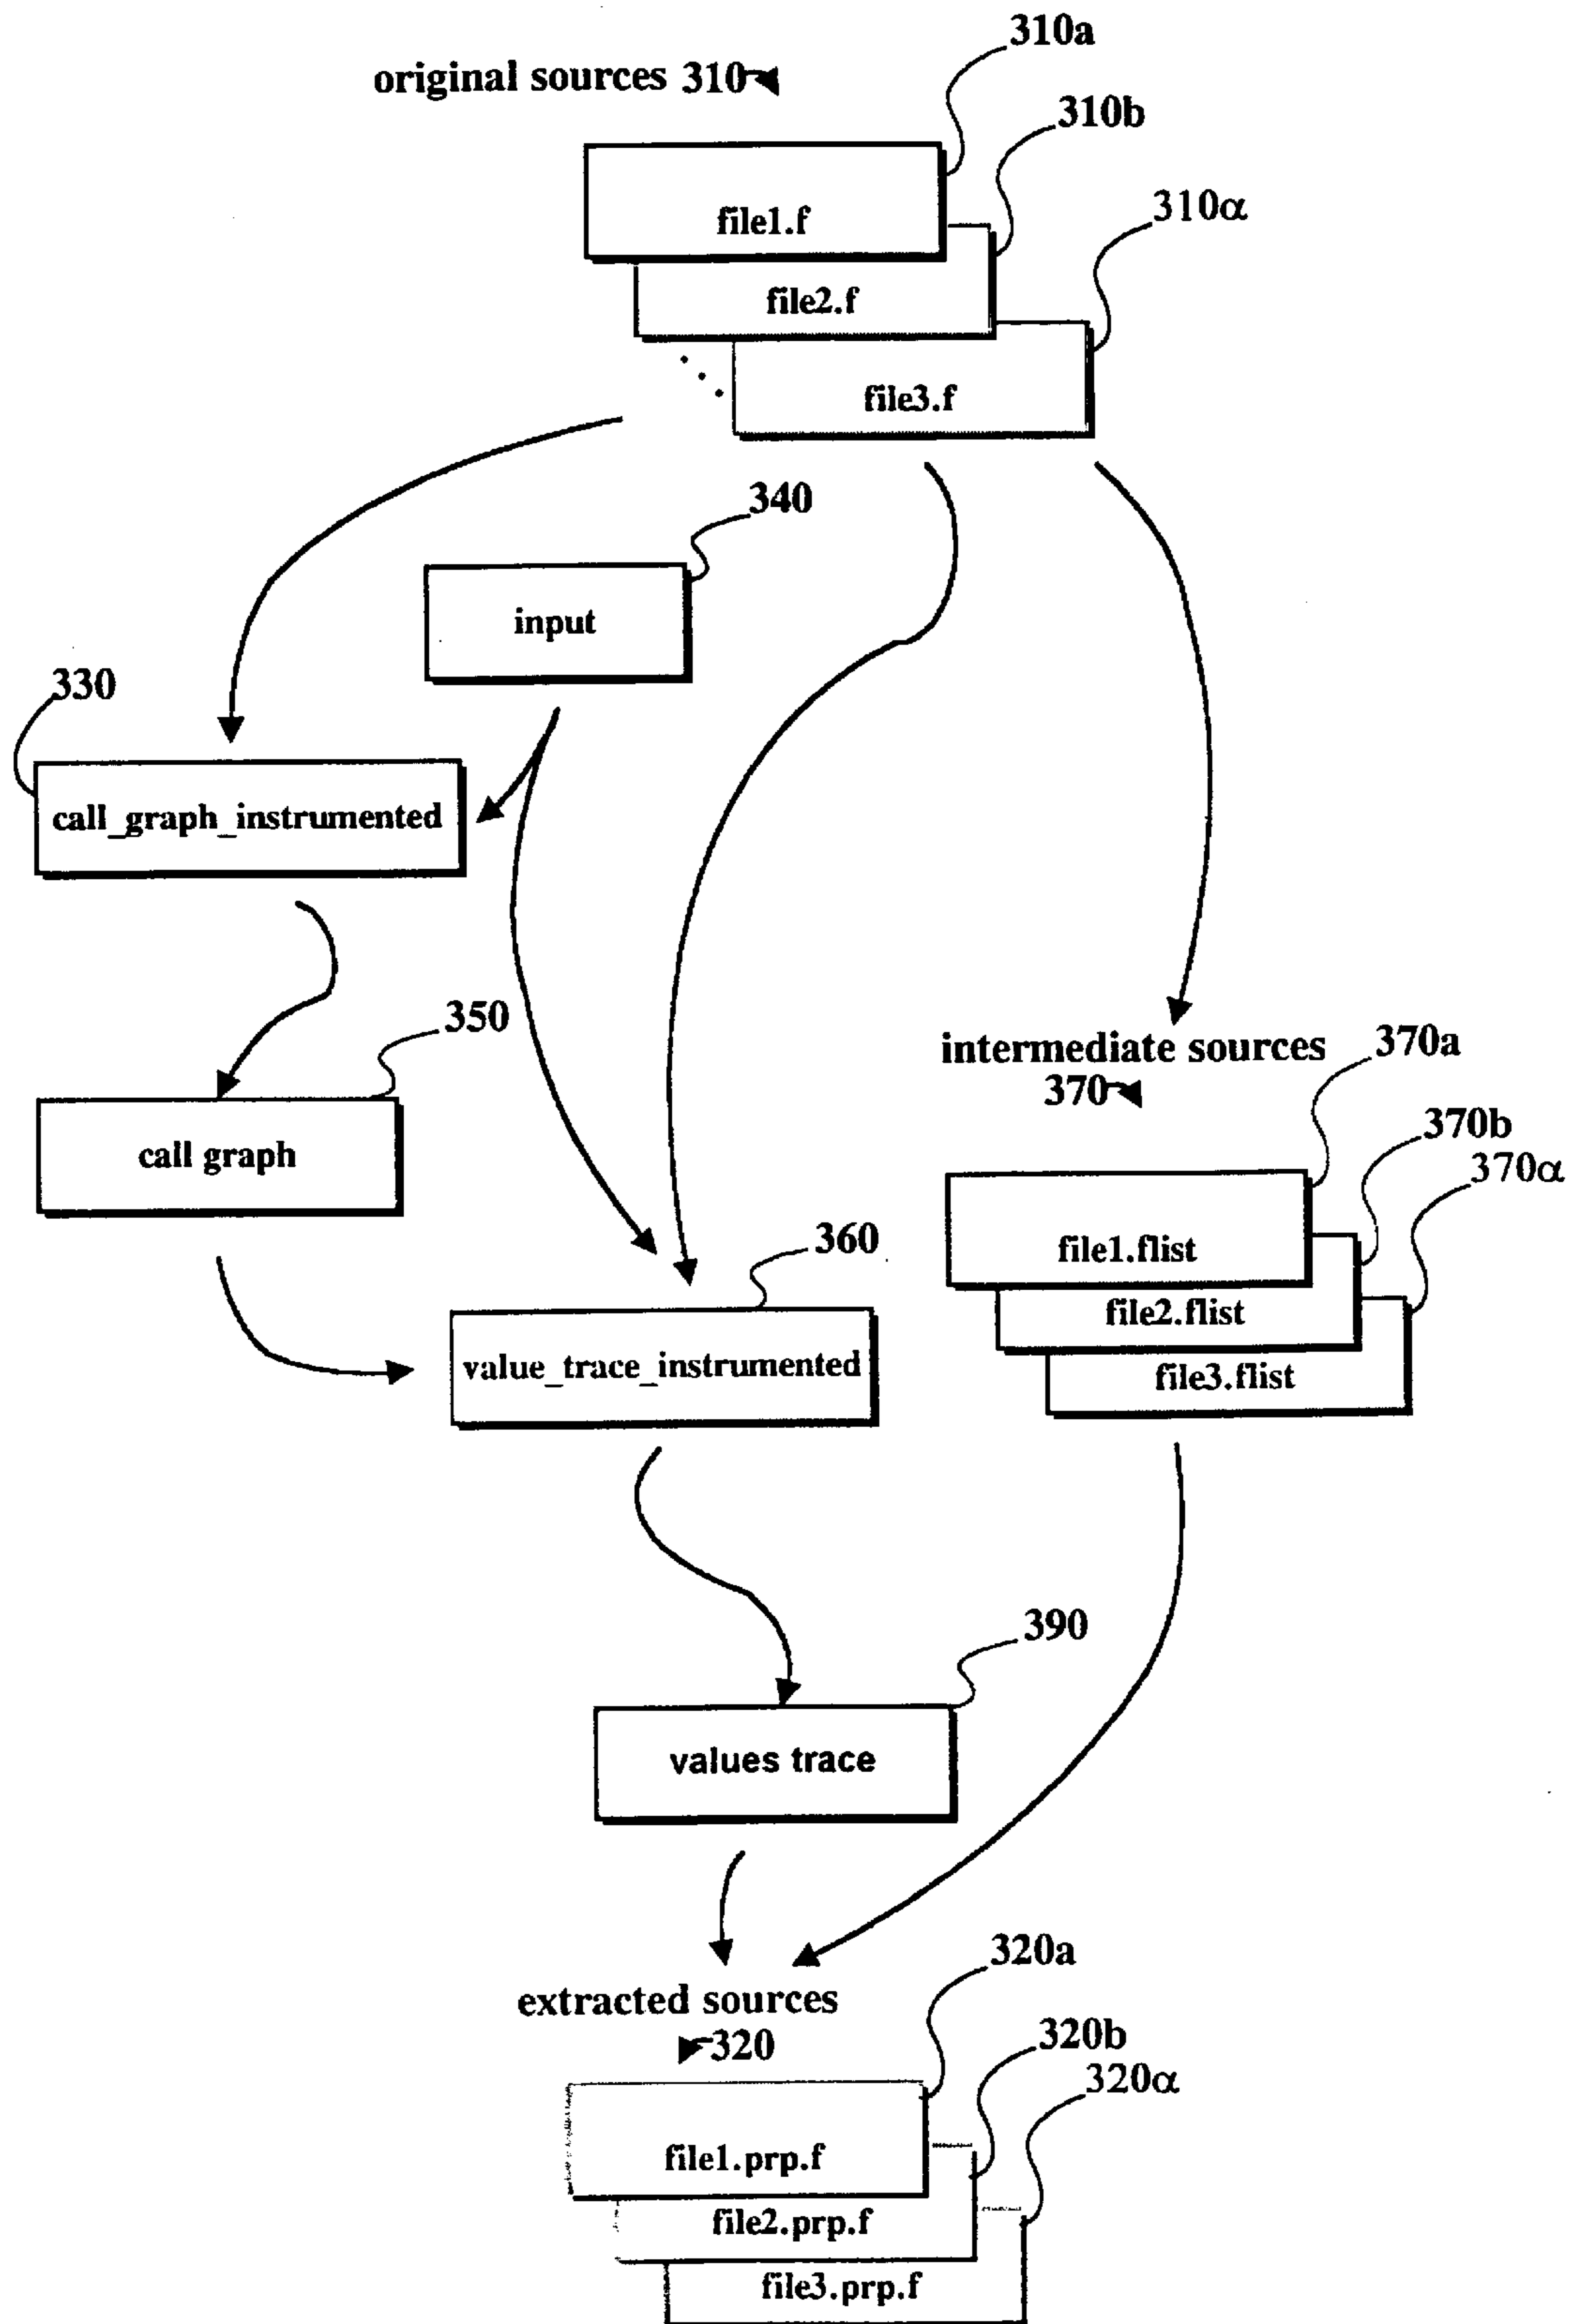 310a
original sources 310
310b
310α
file1.f
file2.f
file3.f
340
input
330
call_graph_instrumented
350
call graph
intermediate sources
370
370a
370b
370α
360
file1.flist
file2.flist
file3.flist
value_trace_instrumented
390
values trace
320a
extracted sources
320
320b
320α
file1.prp.f
file2.prp.f
file3.prp.f